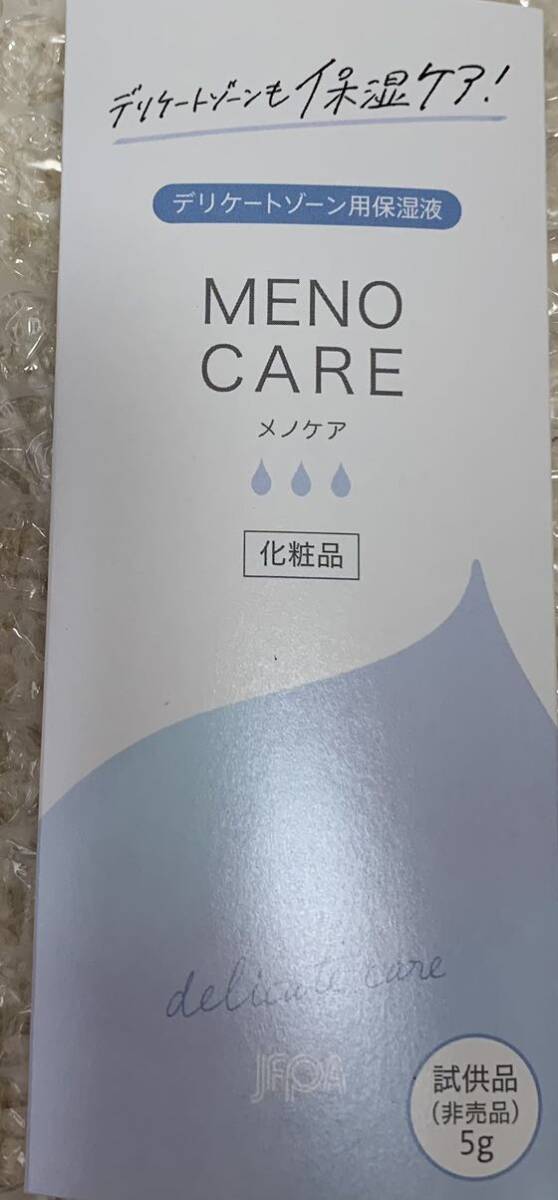 デリケートゾーンも保湿ケア!
デリケートゾーン用保湿液
MENO
CARE
メノケア
化粧品
delicate care
JFPA
試供品
(非売品)
5g